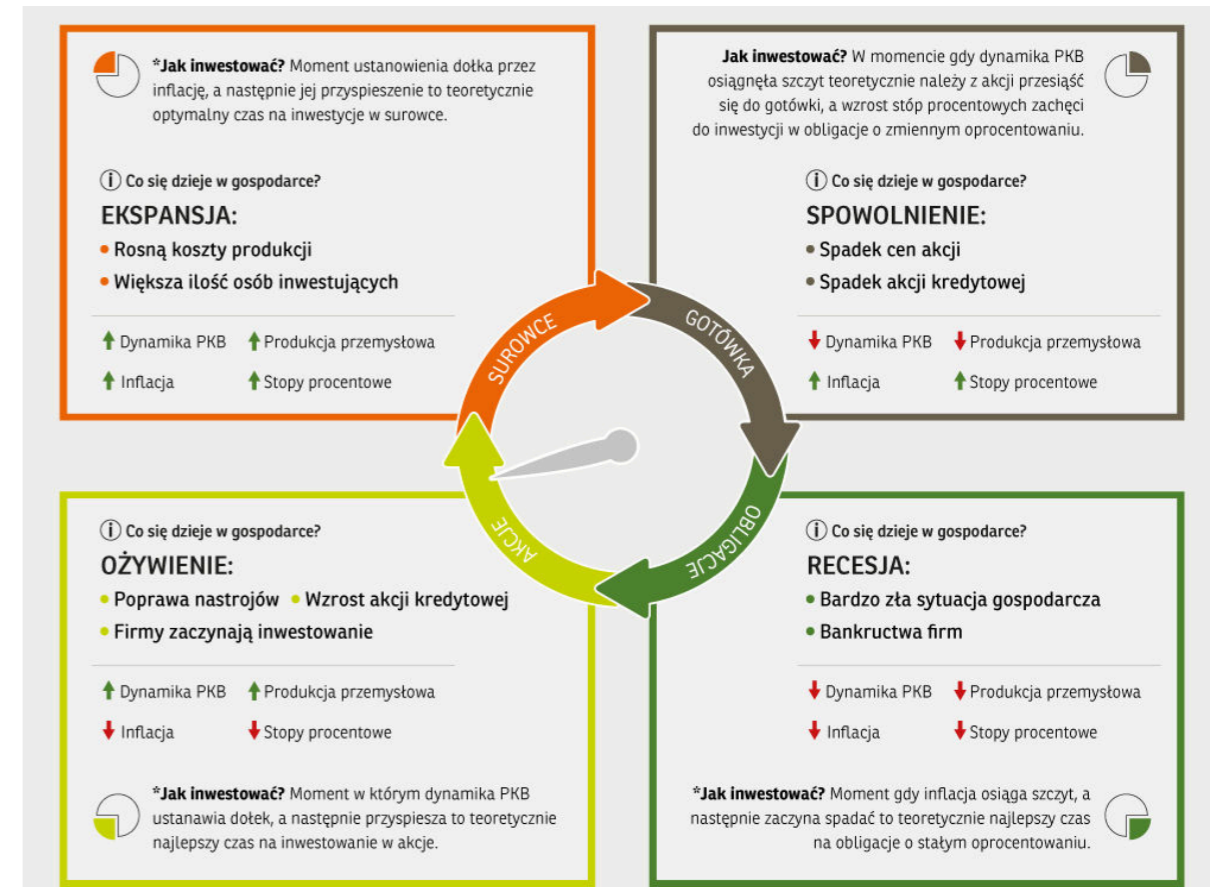 *Jak inwestować? Moment ustanowienia dołka przez
inflację, a następnie jej przyspieszenie to teoretycznie
optymalny czas na inwestycje w surowce.
i Co się dzieje w gospodarce?
EKSPANSJA:
• Rosną koszty produkcji
• Większa ilość osób inwestujących
↑ Dynamika PKB ↑ Produkcja przemysłowa
↑ Inflacja ↑ Stopy procentowe
Jak inwestować? W momencie gdy dynamika PKB
osiągnęła szczyt teoretycznie należy z akcji przesiąść
się do gotówki, a wzrost stóp procentowych zachęci
do inwestycji w obligacje o zmiennym oprocentowaniu.
i Co się dzieje w gospodarce?
SPOWOLNIENIE:
• Spadek cen akcji
• Spadek akcji kredytowej
↓ Dynamika PKB ↓ Produkcja przemysłowa
↑ Inflacja ↑ Stopy procentowe
SUROWCE
GOTÓWKA
AKCJE
OBLIGACJE
i Co się dzieje w gospodarce?
OŻYWIENIE:
• Poprawa nastrojów • Wzrost akcji kredytowej
• Firmy zaczynają inwestowanie
↑ Dynamika PKB ↑ Produkcja przemysłowa
↓ Inflacja ↓ Stopy procentowe
*Jak inwestować? Moment w którym dynamika PKB
ustanawia dołek, a następnie przyspiesza to teoretycznie
najlepszy czas na inwestowanie w akcje.
i Co się dzieje w gospodarce?
RECESJA:
• Bardzo zła sytuacja gospodarcza
• Bankructwa firm
↓ Dynamika PKB ↓ Produkcja przemysłowa
↓ Inflacja ↓ Stopy procentowe
*Jak inwestować? Moment gdy inflacja osiąga szczyt, a
następnie zaczyna spadać to teoretycznie najlepszy czas
na obligacje o stałym oprocentowaniu.